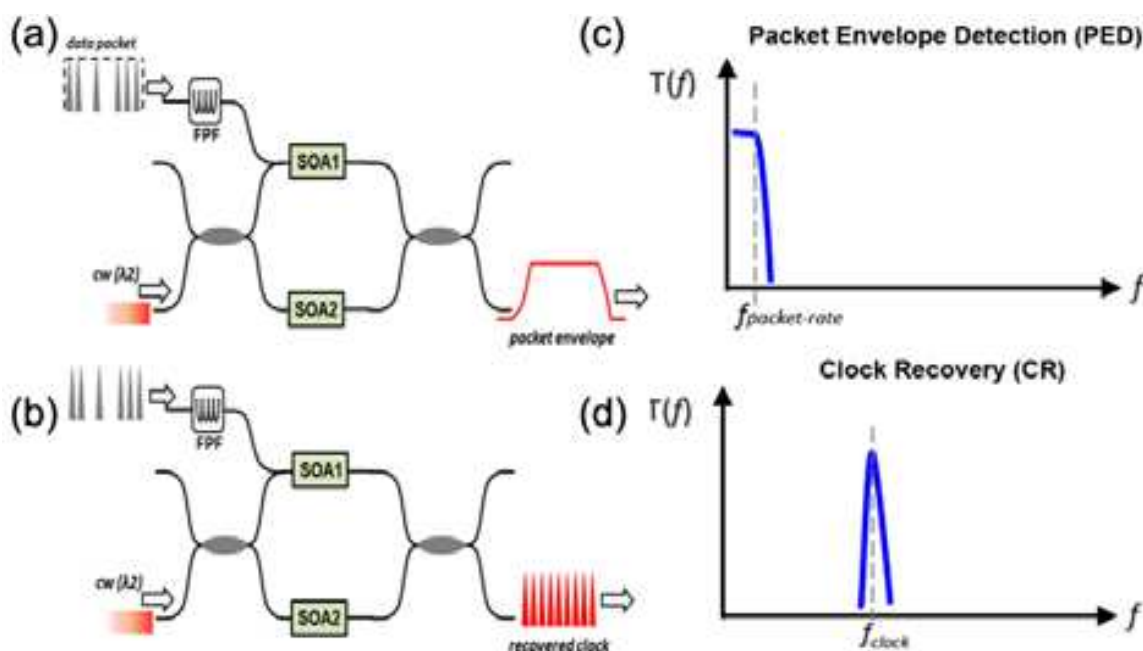 (a)
data packet
FPF
SOA1
cw (λ2)
SOA2
packet envelope
(b)
FPF
SOA1
cw (λ2)
SOA2
recovered clock
(c)
Packet Envelope Detection (PED)
T(f)
f
fpacket-rate
Clock Recovery (CR)
(d)
T(f)
f
fclock